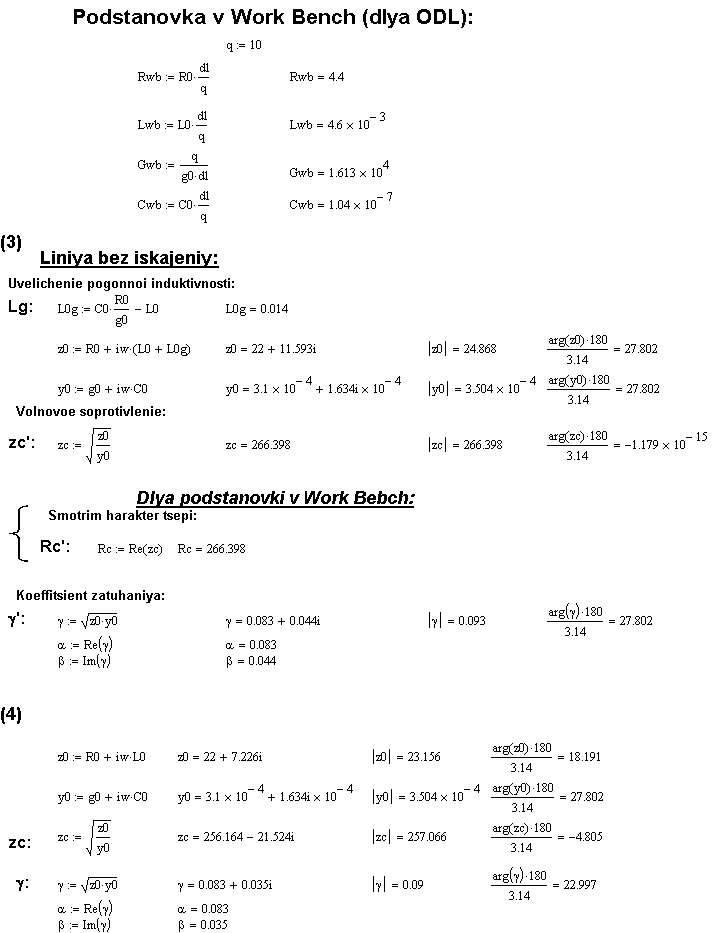 Podstanovka v Work Bench (dlya ODL):
q := 10
Rwb := R0·dl/q Rwb = 4.4
Lwb := L0·dl/q Lwb = 4.6 × 10^−3
Gwb := q/(g0·dl) Gwb = 1.613 × 10^4
Cwb := C0·dl/q Cwb = 1.04 × 10^−7
(3)
Liniya bez iskajeniy:
Uvelichenie pogonnoi induktivnosti:
Lg: L0g := C0·R0/g0 − L0 L0g = 0.014
z0 := R0 + iw·(L0 + L0g) z0 = 22 + 11.593i |z0| = 24.868 arg(z0)·180/3.14 = 27.802
y0 := g0 + iw·C0 y0 = 3.1 × 10^−4 + 1.634i × 10^−4 |y0| = 3.504 × 10^−4 arg(y0)·180/3.14 = 27.802
Volnovoe soprotivlenie:
zc': zc := √(z0/y0) zc = 266.398 |zc| = 266.398 arg(zc)·180/3.14 = −1.179 × 10^−15
Dlya podstanovki v Work Bebch:
Smotrim harakter tsepi:
Rc': Rc := Re(zc) Rc = 266.398
Koeffitsient zatuhaniya:
γ': γ := √(z0·y0) γ = 0.083 + 0.044i |γ| = 0.093 arg(γ)·180/3.14 = 27.802
α := Re(γ) α = 0.083
β := Im(γ) β = 0.044
(4)
z0 := R0 + iw·L0 z0 = 22 + 7.226i |z0| = 23.156 arg(z0)·180/3.14 = 18.191
y0 := g0 + iw·C0 y0 = 3.1 × 10^−4 + 1.634i × 10^−4 |y0| = 3.504 × 10^−4 arg(y0)·180/3.14 = 27.802
zc: zc := √(z0/y0) zc = 256.164 − 21.524i |zc| = 257.066 arg(zc)·180/3.14 = −4.805
γ: γ := √(z0·y0) γ = 0.083 + 0.035i |γ| = 0.09 arg(γ)·180/3.14 = 22.997
α := Re(γ) α = 0.083
β := Im(γ) β = 0.035